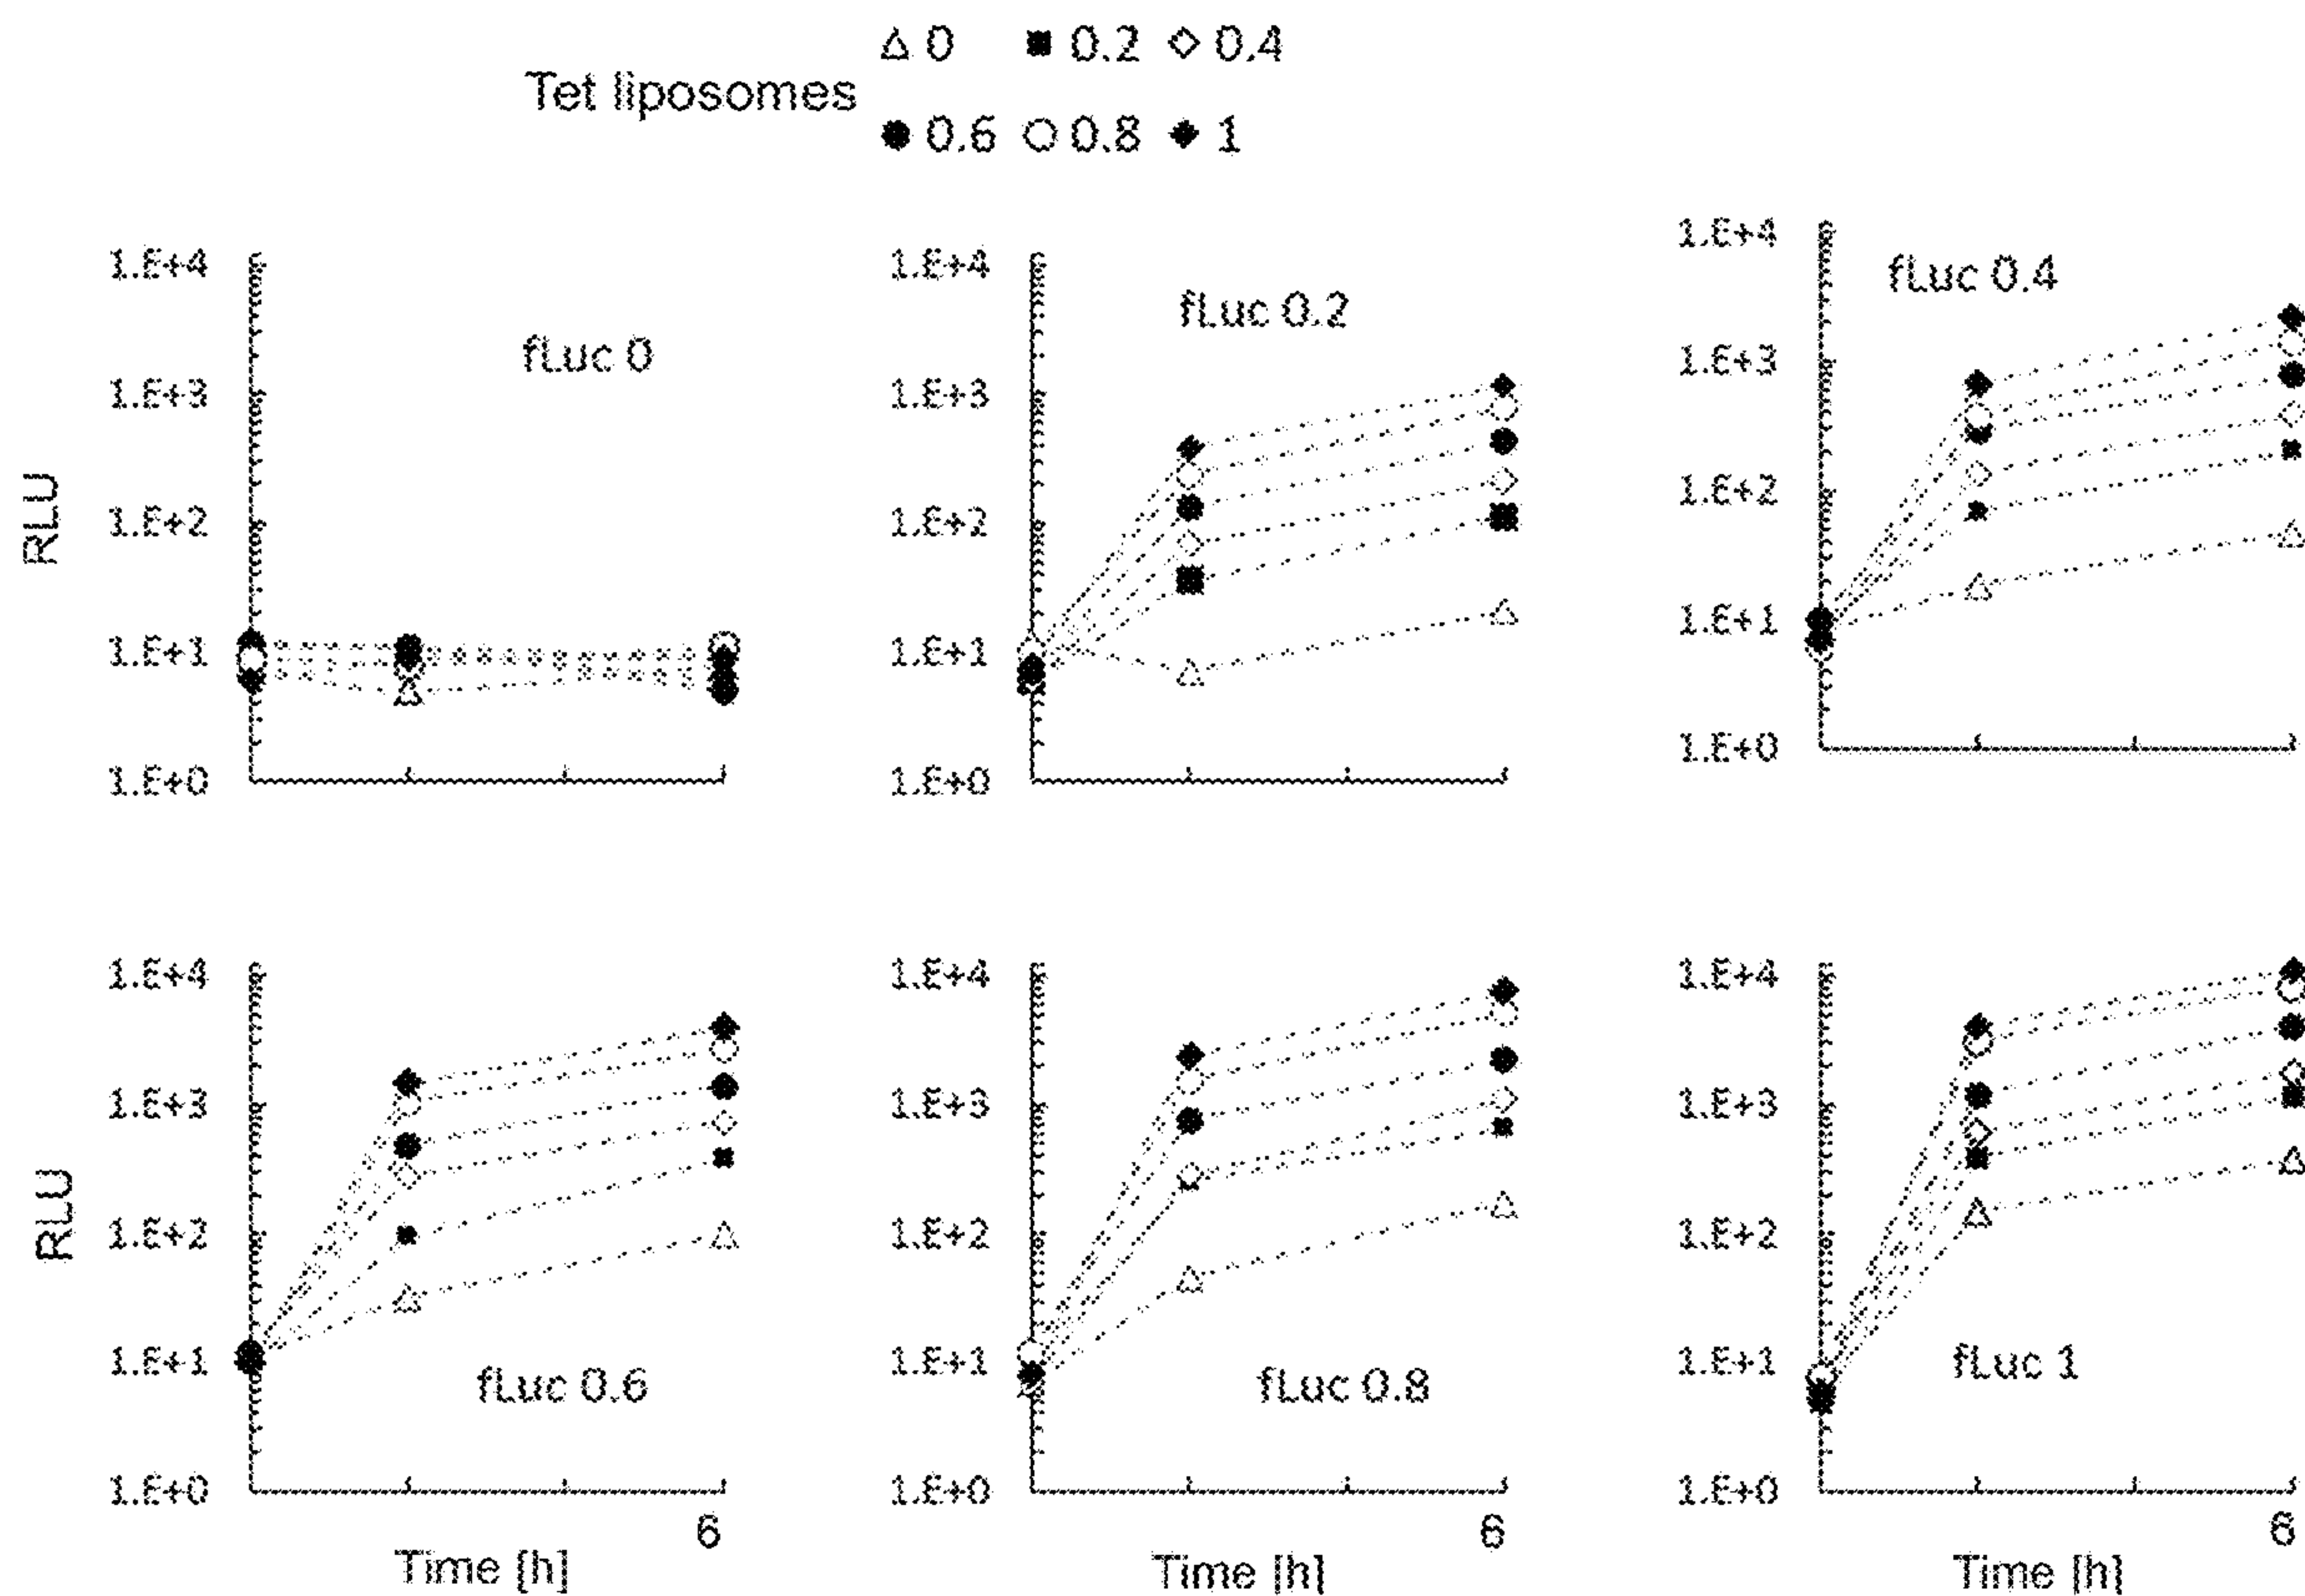 Tet liposomes
0 0.2 0.4
0.6 0.8 1
RLU
1.E+4
1.E+3
1.E+2
1.E+1
1.E+0
fLuc 0
1.E+4
1.E+3
1.E+2
1.E+1
1.E+0
fLuc 0.2
1.E+4
1.E+3
1.E+2
1.E+1
1.E+0
fLuc 0.4
RLU
1.E+4
1.E+3
1.E+2
1.E+1
1.E+0
fLuc 0.6
6
Time [h]
1.E+4
1.E+3
1.E+2
1.E+1
1.E+0
fLuc 0.8
6
Time [h]
1.E+4
1.E+3
1.E+2
1.E+1
1.E+0
fLuc 1
6
Time [h]